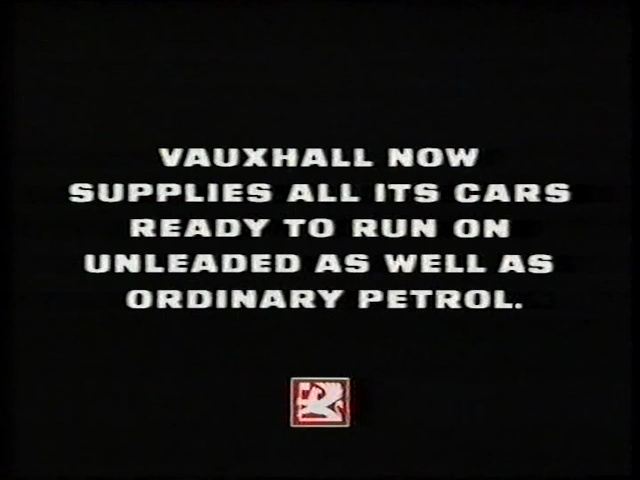 VAUXHALL NOW
SUPPLIES ALL ITS CARS
READY TO RUN ON
UNLEADED AS WELL AS
ORDINARY PETROL.